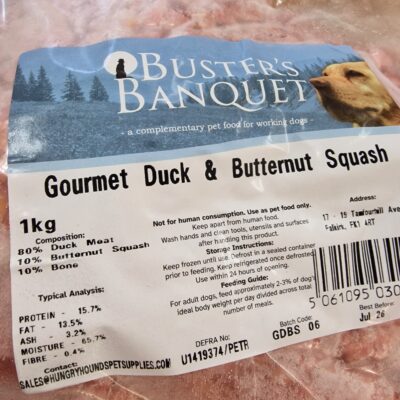 BUSTER'S
BANQUET
- a complementary pet food for working dogs -
Gourmet Duck & Butternut Squash
1kg
Composition:
80% Duck Meat
10% Butternut Squash
10% Bone
Typical Analysis:
PROTEIN - 15.7%
FAT - 13.5%
ASH - 3.2%
MOISTURE - 65.7%
FIBRE - 0.4%
Contact:
SALES@HUNGRYHOUNDSPETSUPPLIES.COM
Not for human consumption. Use as pet food only.
Keep apart from human food.
Wash hands and clean tools, utensils and surfaces
after handling this product.
Storage Instructions:
Keep frozen until use. Defrost in a sealed container
prior to feeding. Keep refrigerated once defrosted.
Use within 24 hours of opening.
Feeding Guide:
For adult dogs, feed approximately 2-3% of dog's
ideal body weight per day divided across total
number of meals.
DEFRA No:
U1419374/PETR
Batch Code:
GDBS 06
Address:
17 - 19 Tamfourhill Ave
Falkirk, FK1 4RT
5 061095 030
Best Before:
Jul 26